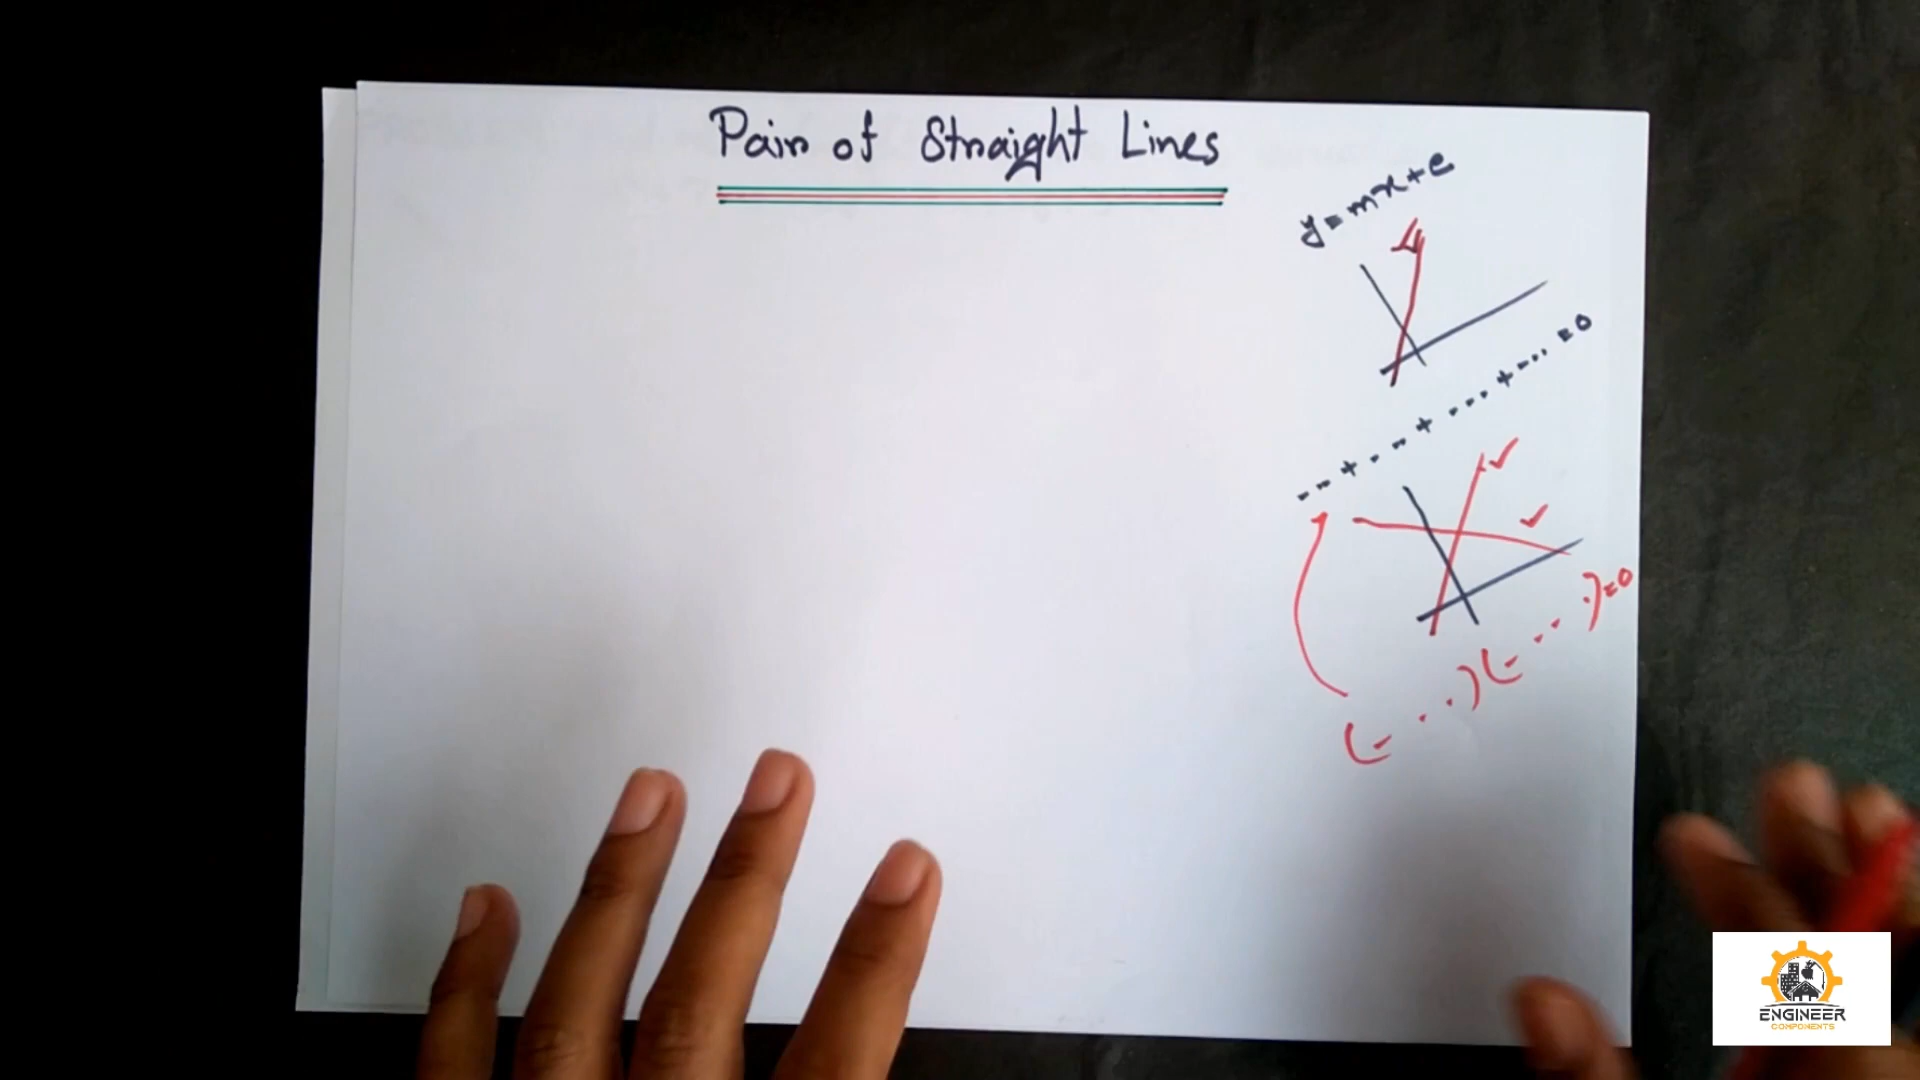 Pair of Straight Lines
y = mx + c
-- + -- - + ---- + --... = 0
(- ..)(- ...) = 0
ENGINEER
COMPONENTS